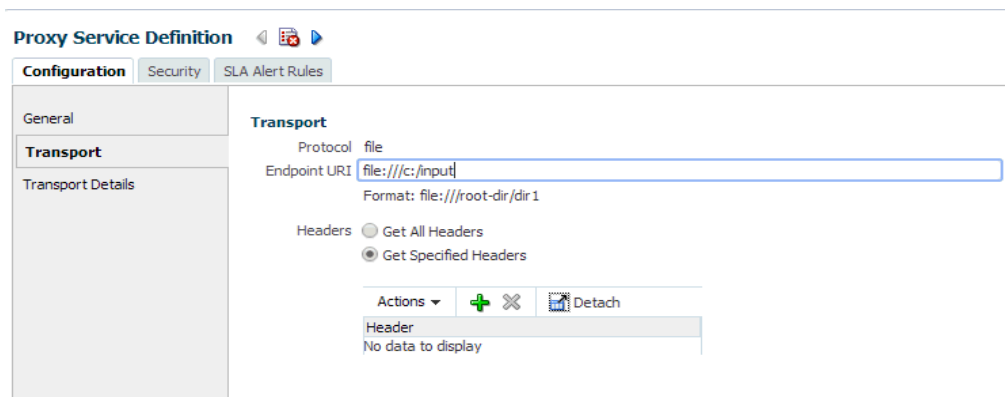 Proxy Service Definition
Configuration Security SLA Alert Rules
General
Transport
Transport Details
Transport
Protocol file
Endpoint URI file:///c:/input
Format: file:///root-dir/dir1
Headers Get All Headers
Get Specified Headers
Actions Detach
Header
No data to display